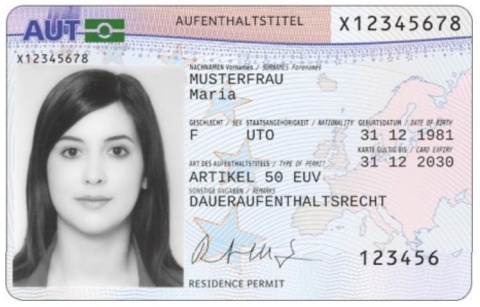 AUT
AUFENTHALTSTITEL
X12345678
X12345678
NACHNAMEN Vornamen / SURNAMES Forenames
MUSTERFRAU
Maria
GESCHLECHT / SEX STAATSANGEHÖRIGKEIT / NATIONALITY GEBURTSDATUM / DATE OF BIRTH
F UTO 31 12 1981
KARTE GÜLTIG BIS / CARD EXPIRY
31 12 2030
ART DES AUFENTHALTSTITELS / TYPE OF PERMIT
ARTIKEL 50 EUV
SONSTIGE ANGABEN / REMARKS
DAUERAUFENTHALTSRECHT
123456
RESIDENCE PERMIT